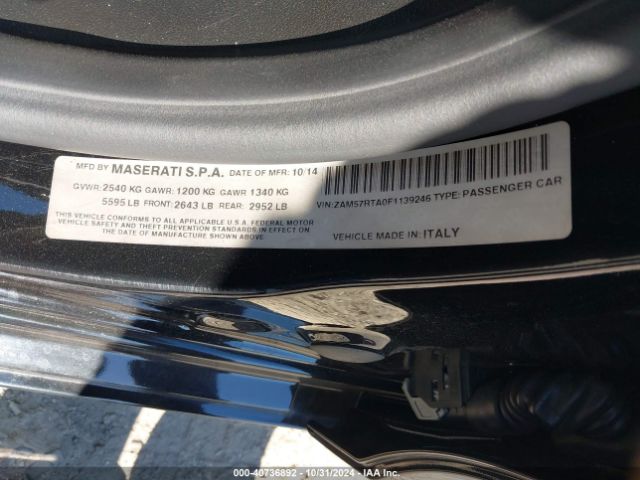 MFD BY MASERATI S.P.A. DATE OF MFR: 10/14
GVWR: 2540 KG GAWR: 1200 KG GAWR 1340 KG
5595 LB FRONT: 2643 LB REAR: 2952 LB
THIS VEHICLE CONFORMS TO ALL APPLICABLE U.S.A. FEDERAL MOTOR
VEHICLE SAFETY AND THEFT PREVENTION STANDARDS IN EFFECT ON
THE DATE OF MANUFACTURE SHOWN ABOVE.
VIN: ZAM57RTA0F1139246 TYPE: PASSENGER CAR
VEHICLE MADE IN: ITALY
000-40736892 - 10/31/2024 - IAA Inc.